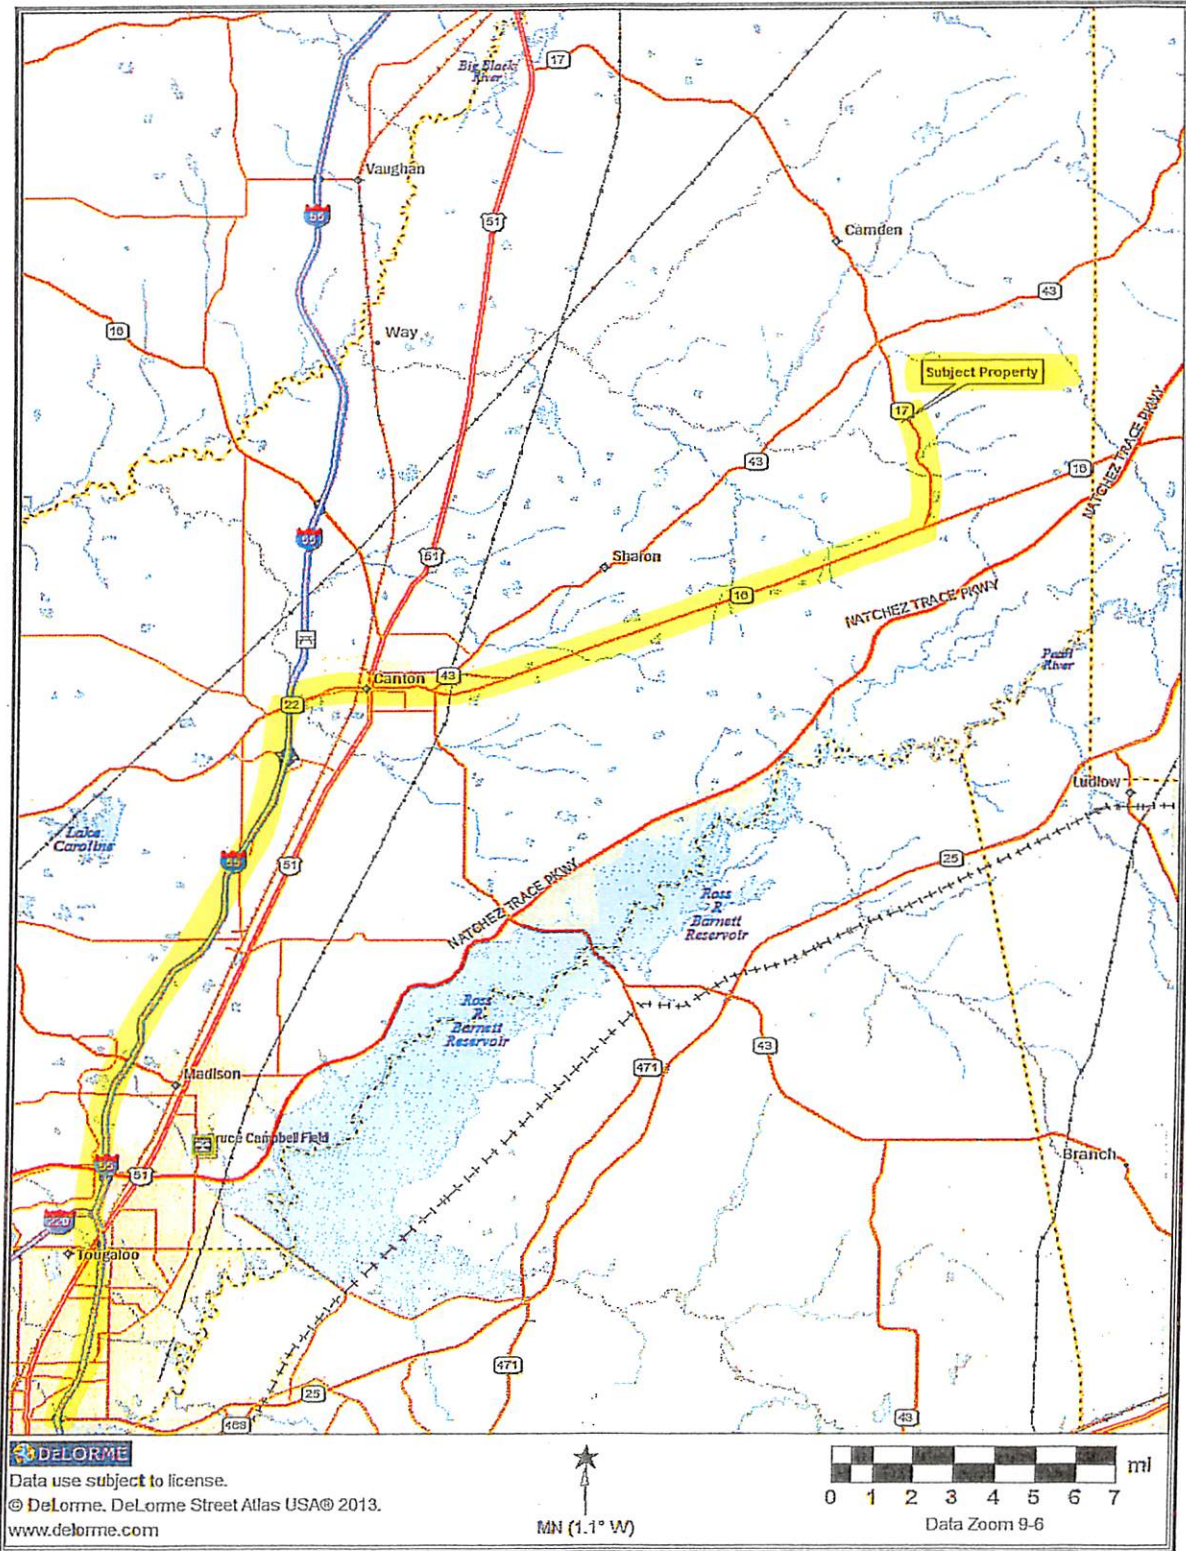 Big Black
River
17
Vaughan
55
51
Camden
43
16
Way
Subject Property
17
NATCHEZ TRACE PKWY
43
16
55
51
Sharon
16
NATCHEZ TRACE PKWY
Pearl
River
Canton
43
22
Ludlow
Lake
Caroline
55
51
25
NATCHEZ TRACE PKWY
Ross
R
Barnett
Reservoir
Ross
R
Barnett
Reservoir
43
471
Madison
ruce Campbell Field
55
51
Branch
220
Tougaloo
471
25
43
468
DELORME
Data use subject to license.
© DeLorme. DeLorme Street Atlas USA® 2013.
www.delorme.com
MN (1.1° W)
mi
0 1 2 3 4 5 6 7
Data Zoom 9-6